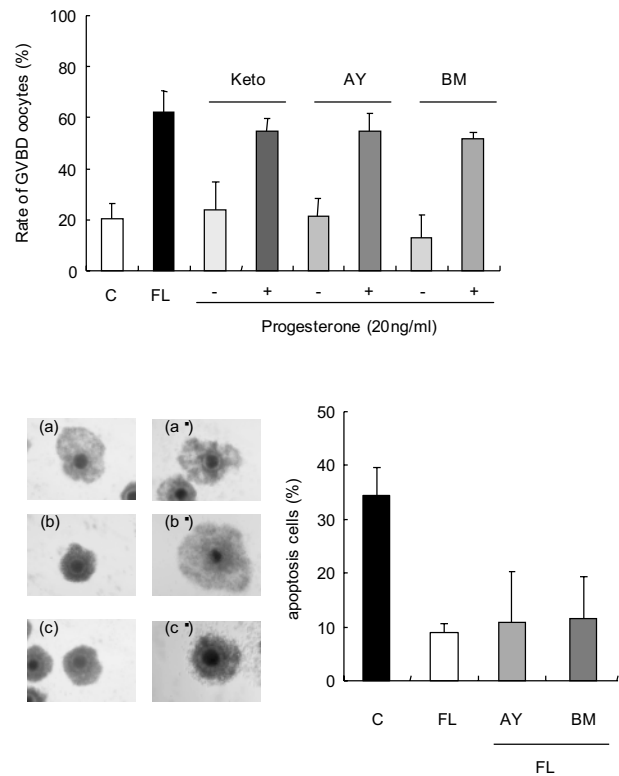 Rate of GVBD oocytes (%)
100
80
60
40
20
0
Keto AY BM
C FL - + - + - +
Progesterone (20ng/ml)
(a) (a ▪)
(b) (b ▪)
(c) (c ▪)
apoptosis cells (%)
50
40
30
20
10
0
C FL AY BM
FL